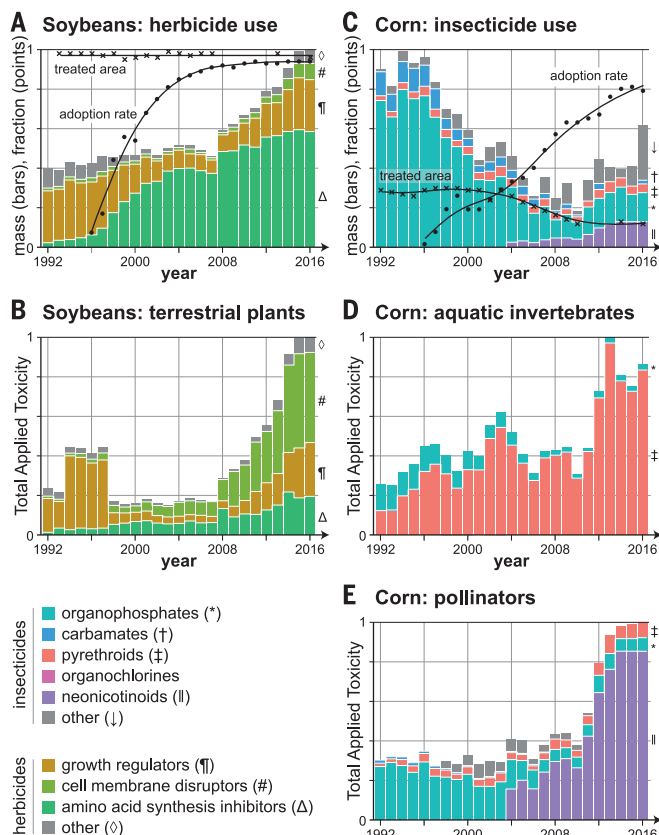 A Soybeans: herbicide use
mass (bars), fraction (points)
1
0
treated area
adoption rate
◊
#
¶
Δ
1992 2000 2008 2016
year
C Corn: insecticide use
mass (bars), fraction (points)
1
0
adoption rate
treated area
↓
†
‡
*
ǁ
1992 2000 2008 2016
year
B Soybeans: terrestrial plants
Total Applied Toxicity
1
0
◊
#
¶
Δ
1992 2000 2008 2016
year
D Corn: aquatic invertebrates
Total Applied Toxicity
1
0
*
‡
1992 2000 2008 2016
year
insecticides
organophosphates (*)
carbamates (†)
pyrethroids (‡)
organochlorines
neonicotinoids (ǁ)
other (↓)
herbicides
growth regulators (¶)
cell membrane disruptors (#)
amino acid synthesis inhibitors (Δ)
other (◊)
E Corn: pollinators
Total Applied Toxicity
1
0
‡
*
ǁ
1992 2000 2008 2016